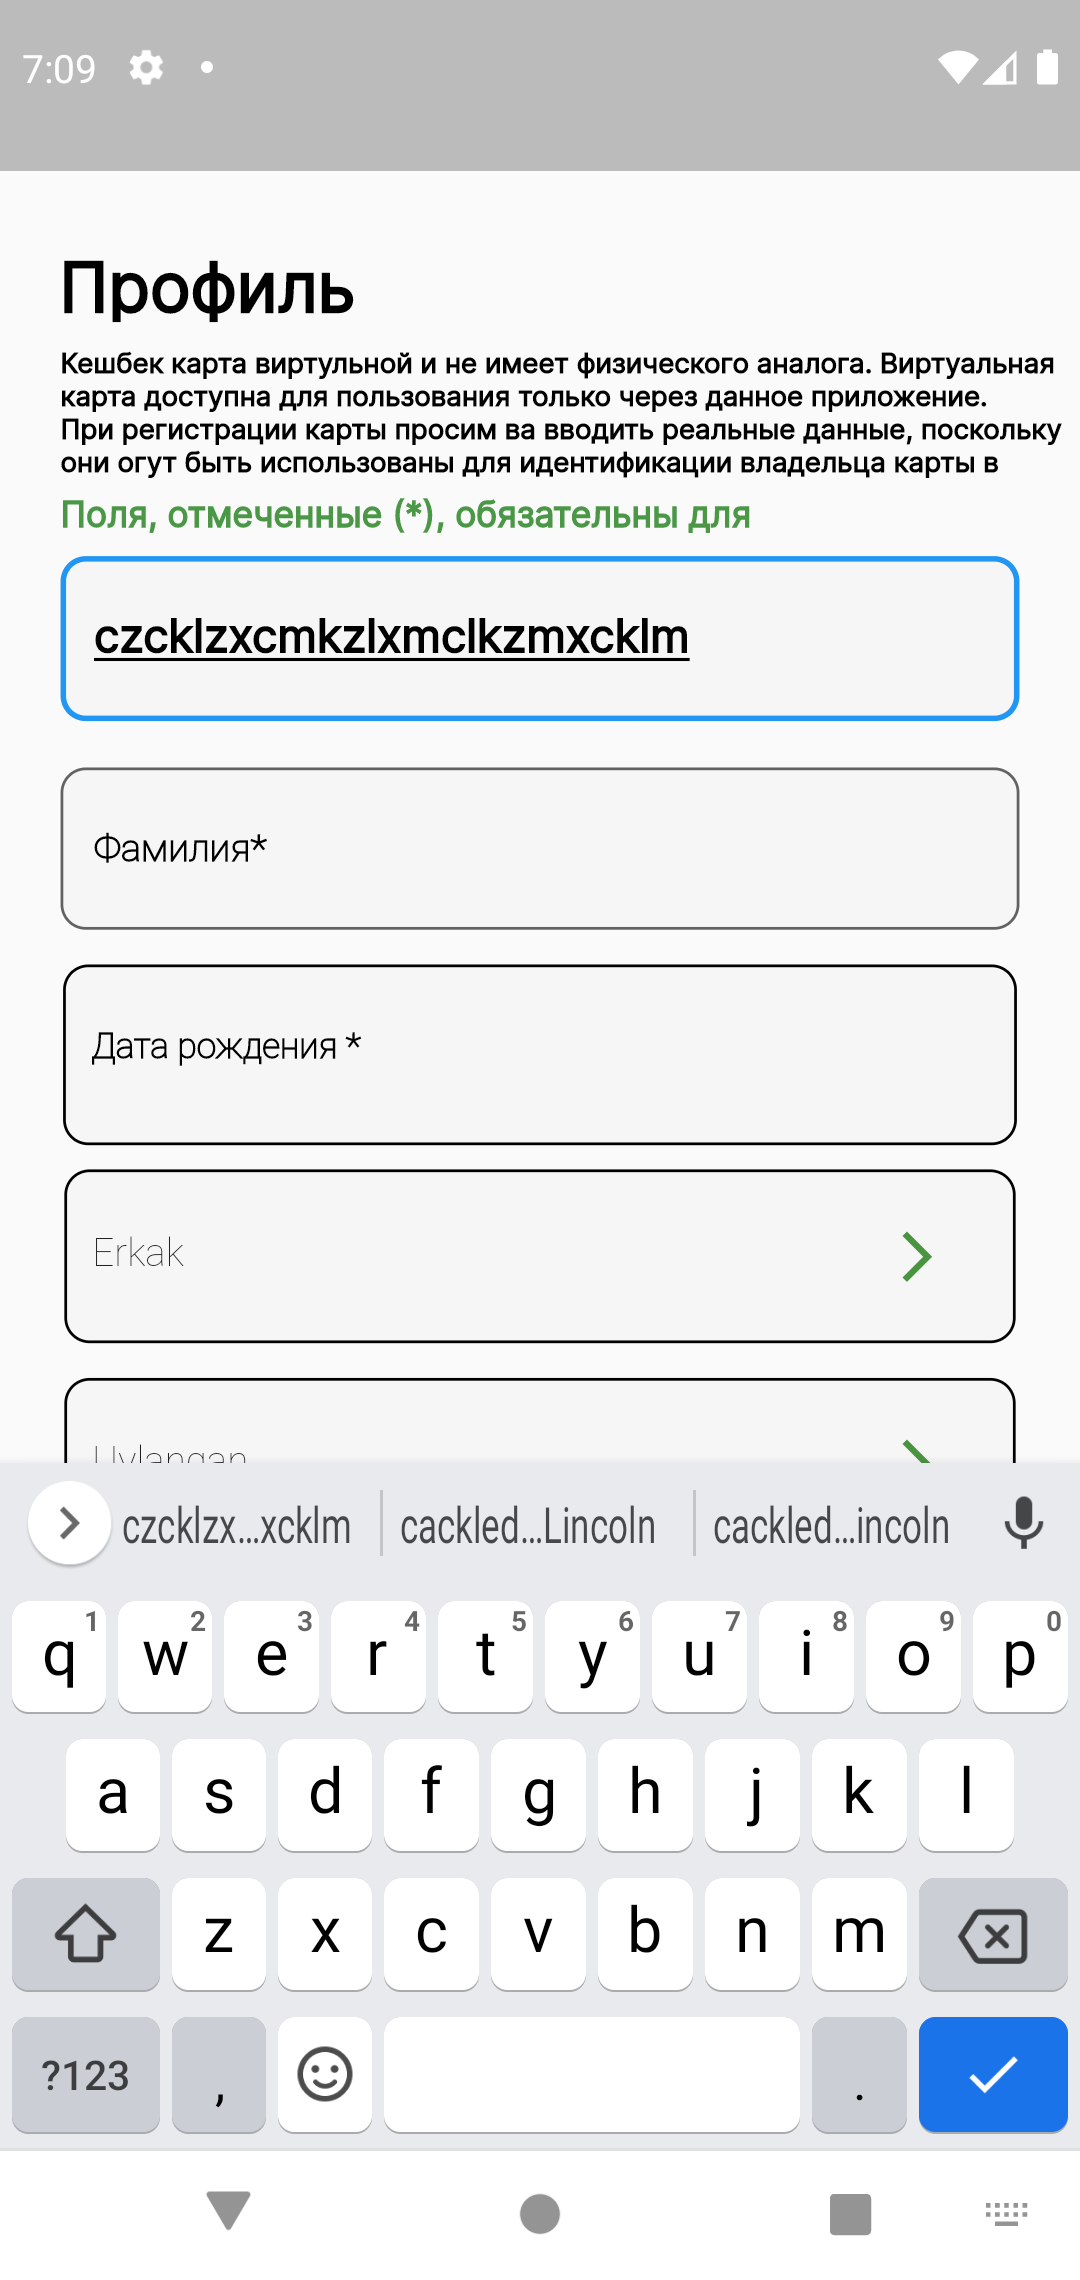 7:09
Профиль
Кешбек карта виртульной и не имеет физического аналога. Виртуальная
карта доступна для пользования только через данное приложение.
При регистрации карты просим ва вводить реальные данные, поскольку
они огут быть использованы для идентификации владельца карты в
Поля, отмеченные (*), обязательны для
czcklzxcmkzlxmclkzmxcklm
Фамилия*
Дата рождения *
Erkak
Uylangan
czcklzx...xcklm cackled...Lincoln cackled...incoln
1 2 3 4 5 6 7 8 9 0
q w e r t y u i o p
a s d f g h j k l
z x c v b n m
?123 , .